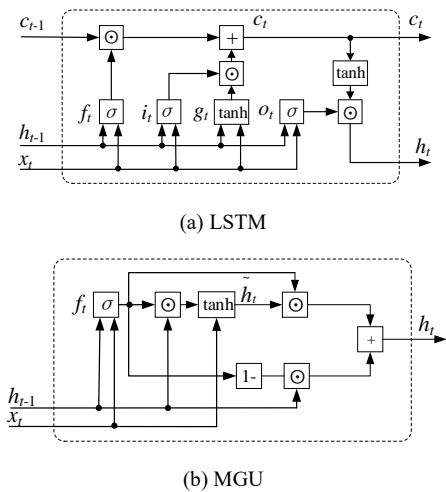 c_{t-1} ⊙ + c_t c_t
tanh
f_t σ i_t σ g_t tanh o_t σ ⊙ ⊙
h_{t-1}
x_t h_t
(a) LSTM
f_t σ ⊙ tanh h̃_t ⊙
+ h_t
1- ⊙
h_{t-1}
x_t
(b) MGU